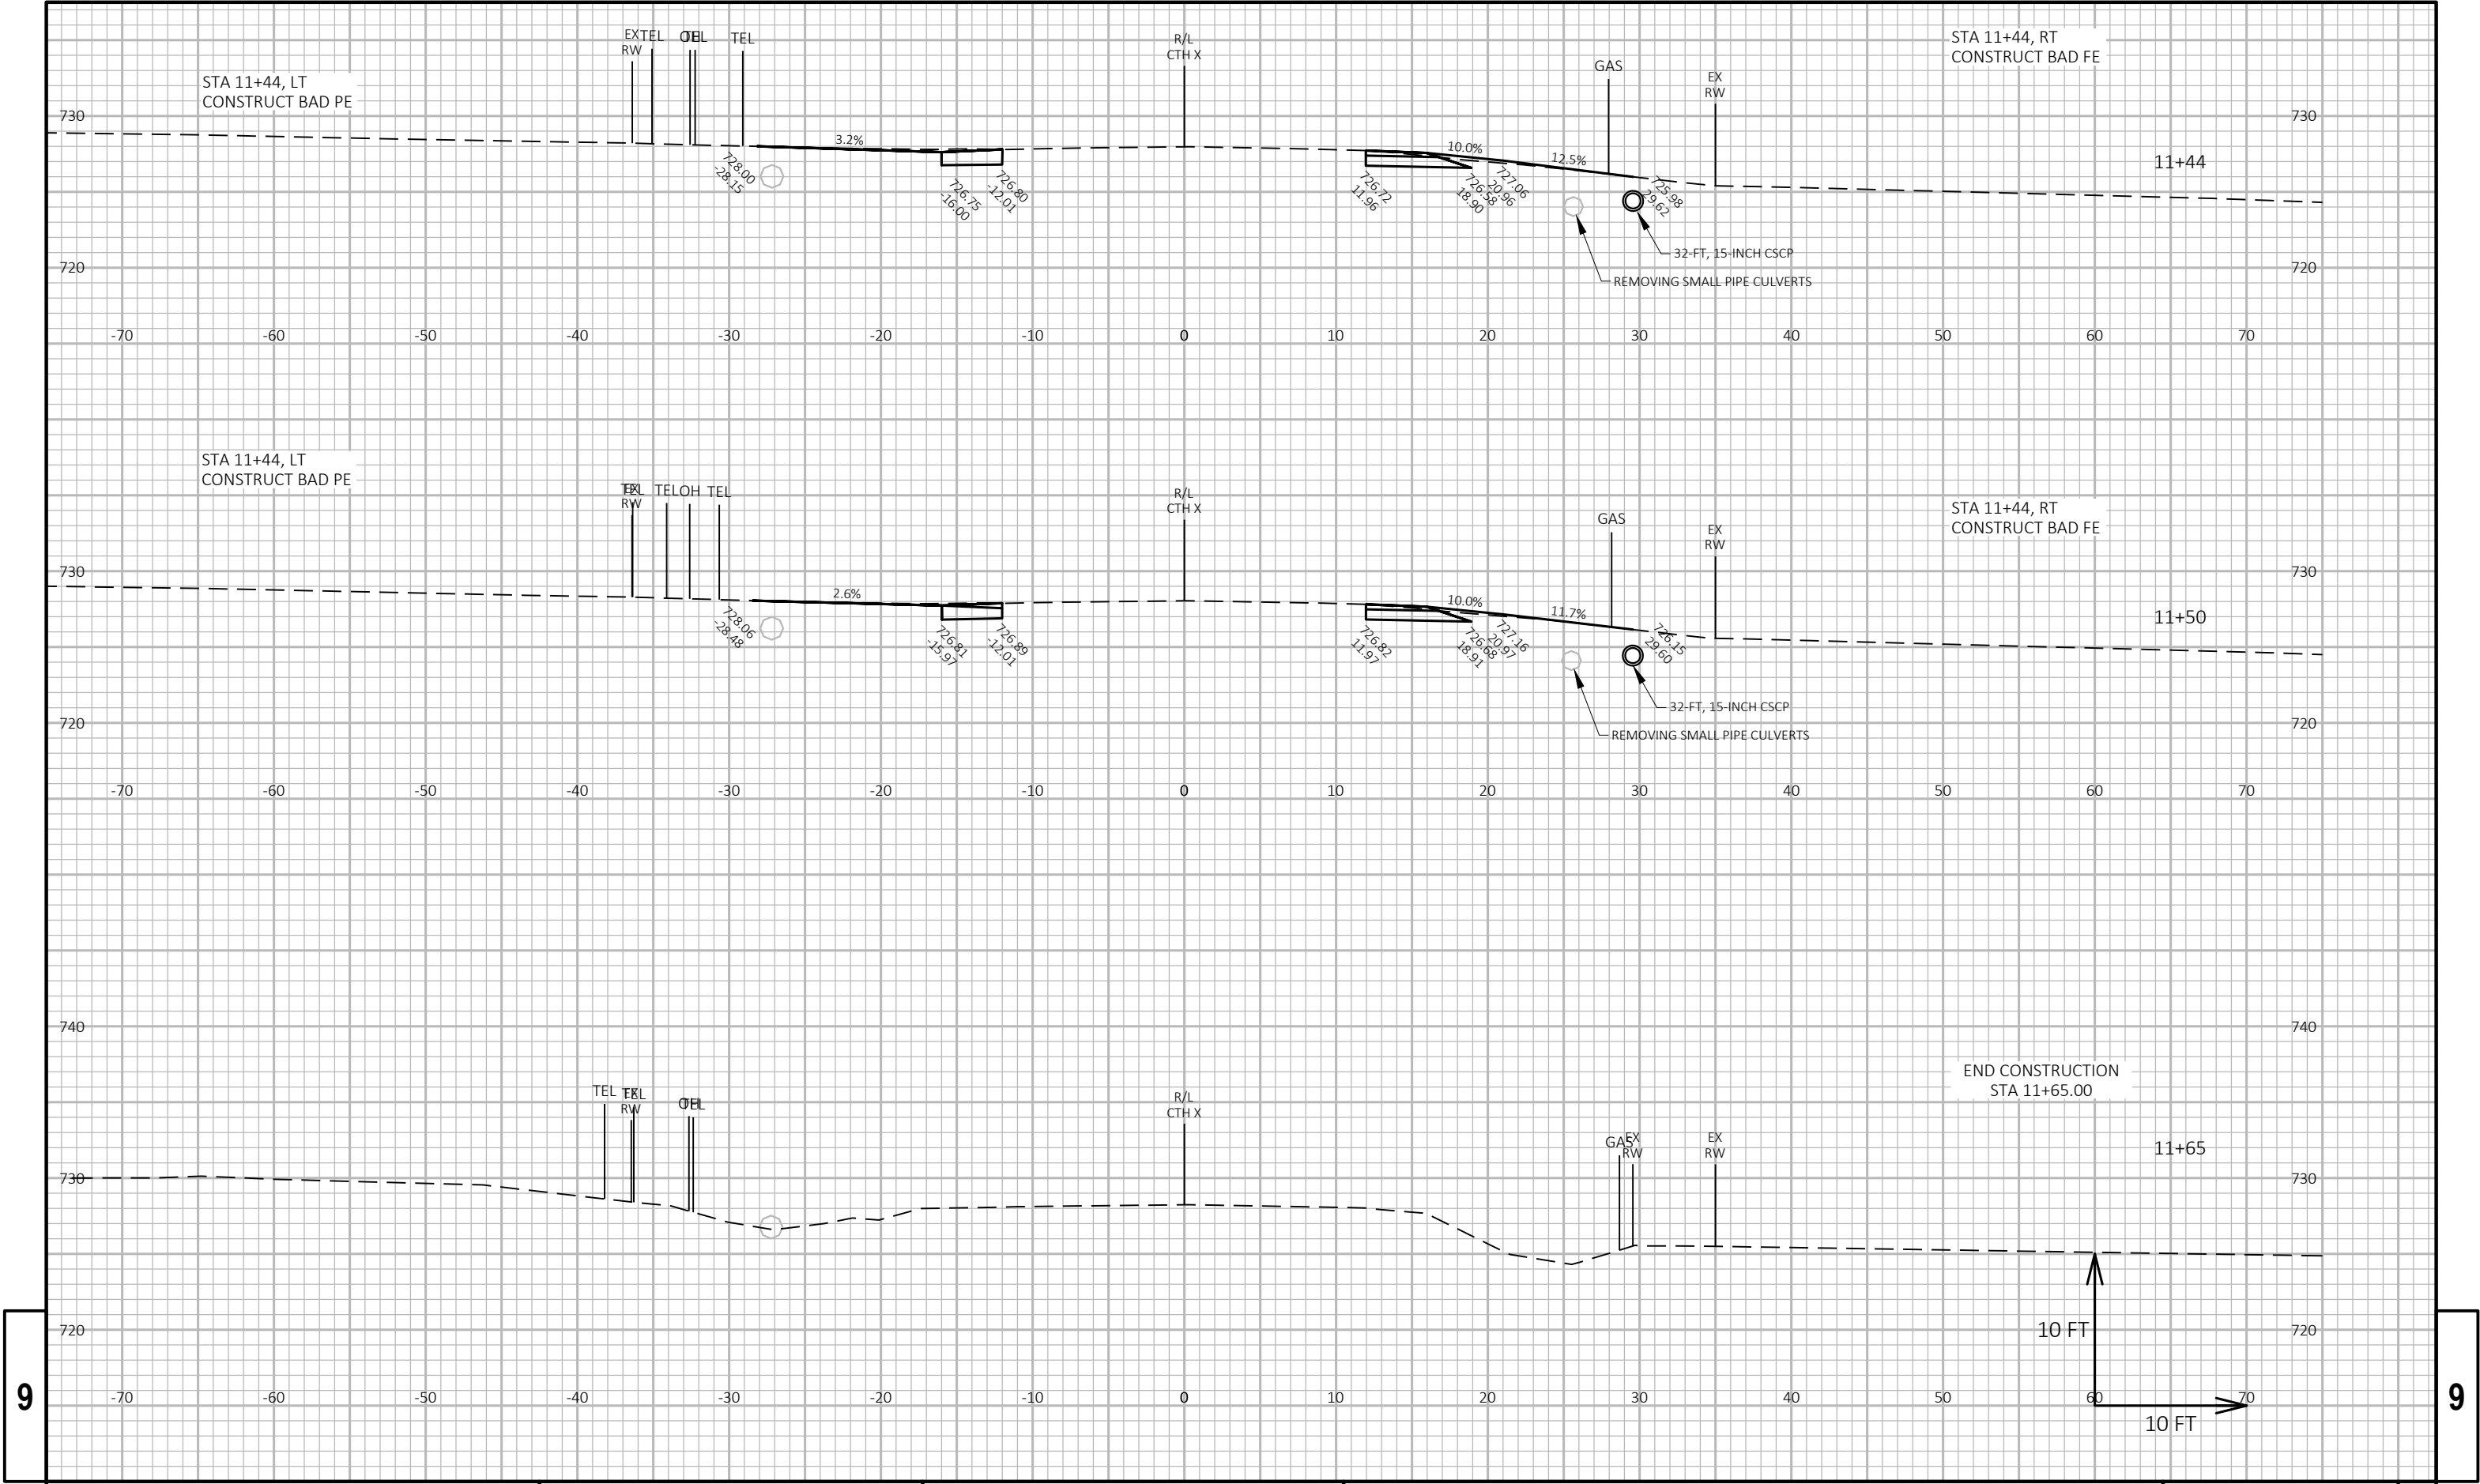 EX TEL OH TEL TEL
RW
R/L
CTH X
GAS
EX
RW
STA 11+44, RT
CONSTRUCT BAD FE
STA 11+44, LT
CONSTRUCT BAD PE
730
730
3.2%
10.0%
12.5%
11+44
728.00
-28.15
726.75
-16.00
726.80
-12.01
726.72
11.96
726.58
18.90
727.06
20.96
725.98
29.62
32-FT, 15-INCH CSCP
REMOVING SMALL PIPE CULVERTS
720
720
-70 -60 -50 -40 -30 -20 -10 0 10 20 30 40 50 60 70
STA 11+44, LT
CONSTRUCT BAD PE
TEL EX TEL OH TEL
RW
R/L
CTH X
GAS
EX
RW
STA 11+44, RT
CONSTRUCT BAD FE
730
730
2.6%
10.0%
11.7%
11+50
728.06
-28.48
726.81
-15.97
726.89
-12.01
726.82
11.97
726.68
18.91
727.16
20.97
726.15
29.60
32-FT, 15-INCH CSCP
REMOVING SMALL PIPE CULVERTS
720
720
-70 -60 -50 -40 -30 -20 -10 0 10 20 30 40 50 60 70
740
740
END CONSTRUCTION
STA 11+65.00
TEL EX TEL OH TEL
RW
R/L
CTH X
GAS EX
RW
EX
RW
11+65
730
730
720
720
10 FT
10 FT
-70 -60 -50 -40 -30 -20 -10 0 10 20 30 40 50 60 70
9
9